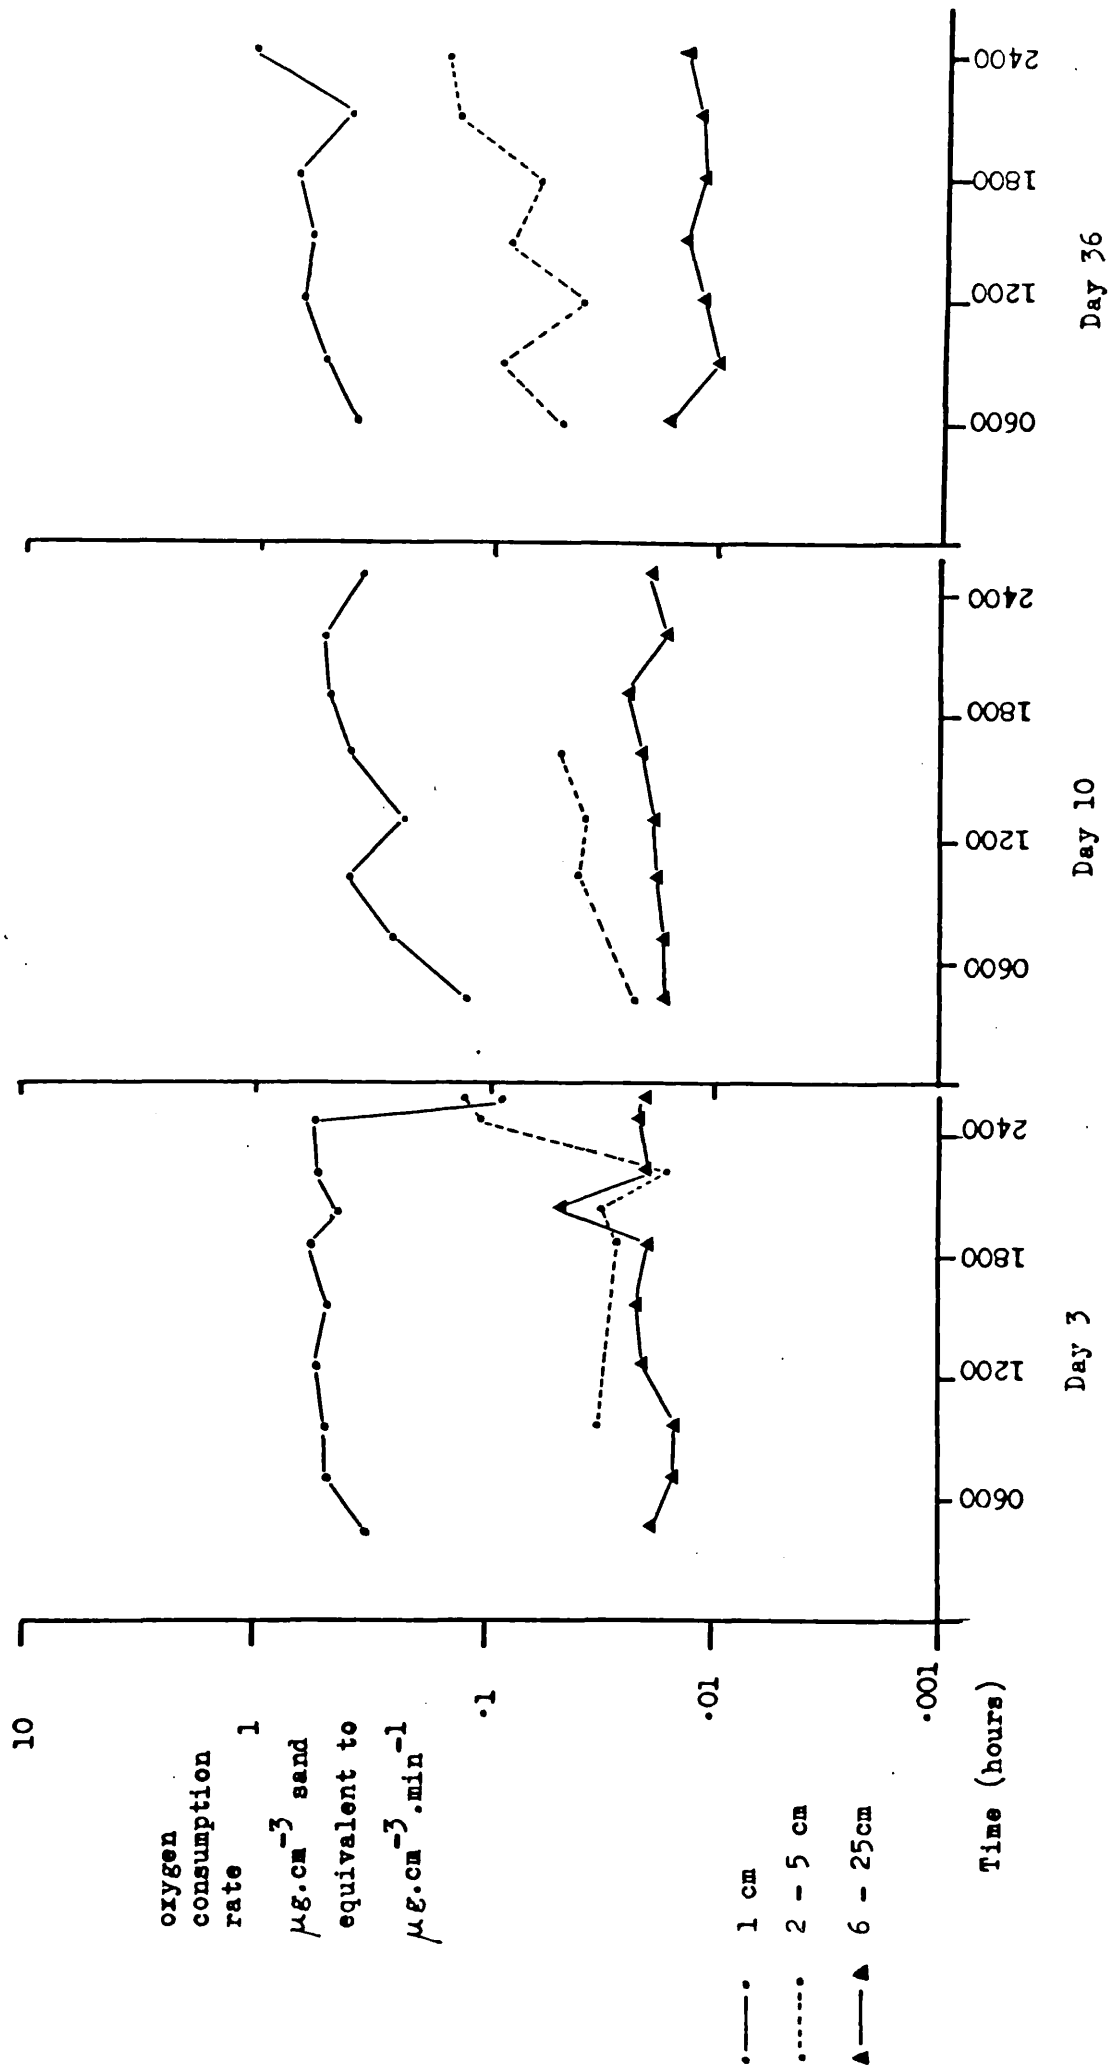 10
1
.1
.01
.001
oxygen
consumption
rate
µg.cm⁻³ sand
equivalent to
µg.cm⁻³.min⁻¹
1 cm
2 - 5 cm
6 - 25cm
Time (hours)
0600
1200
1800
2400
Day 3
0600
1200
1800
2400
Day 10
0600
1200
1800
2400
Day 36